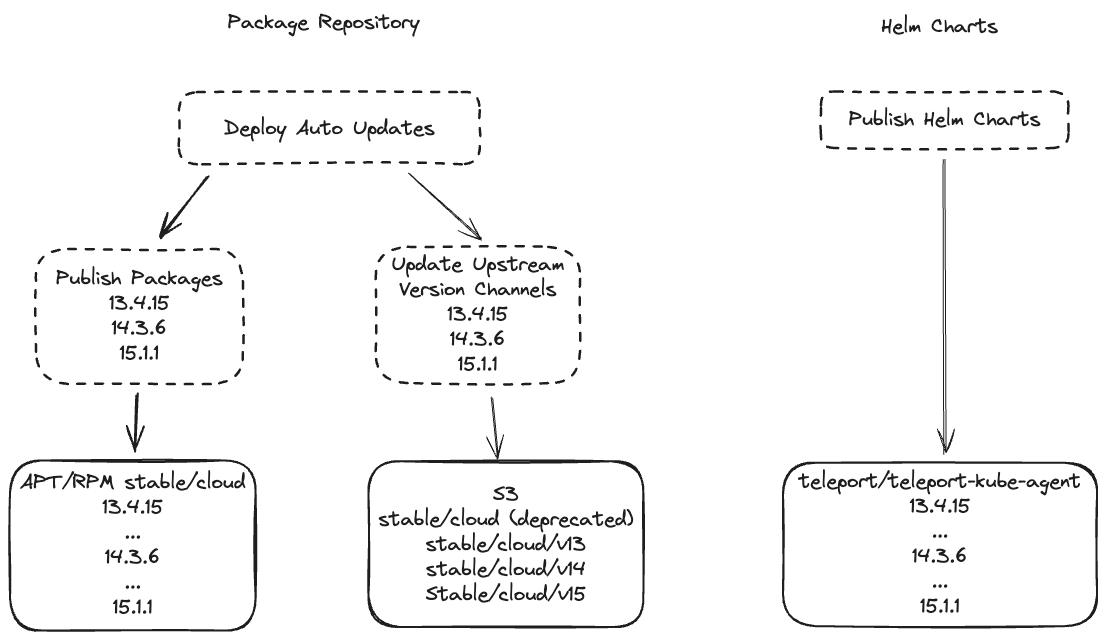 Package Repository
Helm Charts
Deploy Auto Updates
Publish Helm Charts
Publish Packages
13.4.15
14.3.6
15.1.1
Update Upstream
Version Channels
13.4.15
14.3.6
15.1.1
APT/RPM stable/cloud
13.4.15
...
14.3.6
...
15.1.1
S3
stable/cloud (deprecated)
stable/cloud/v13
stable/cloud/v14
Stable/cloud/v15
teleport/teleport-kube-agent
13.4.15
...
14.3.6
...
15.1.1